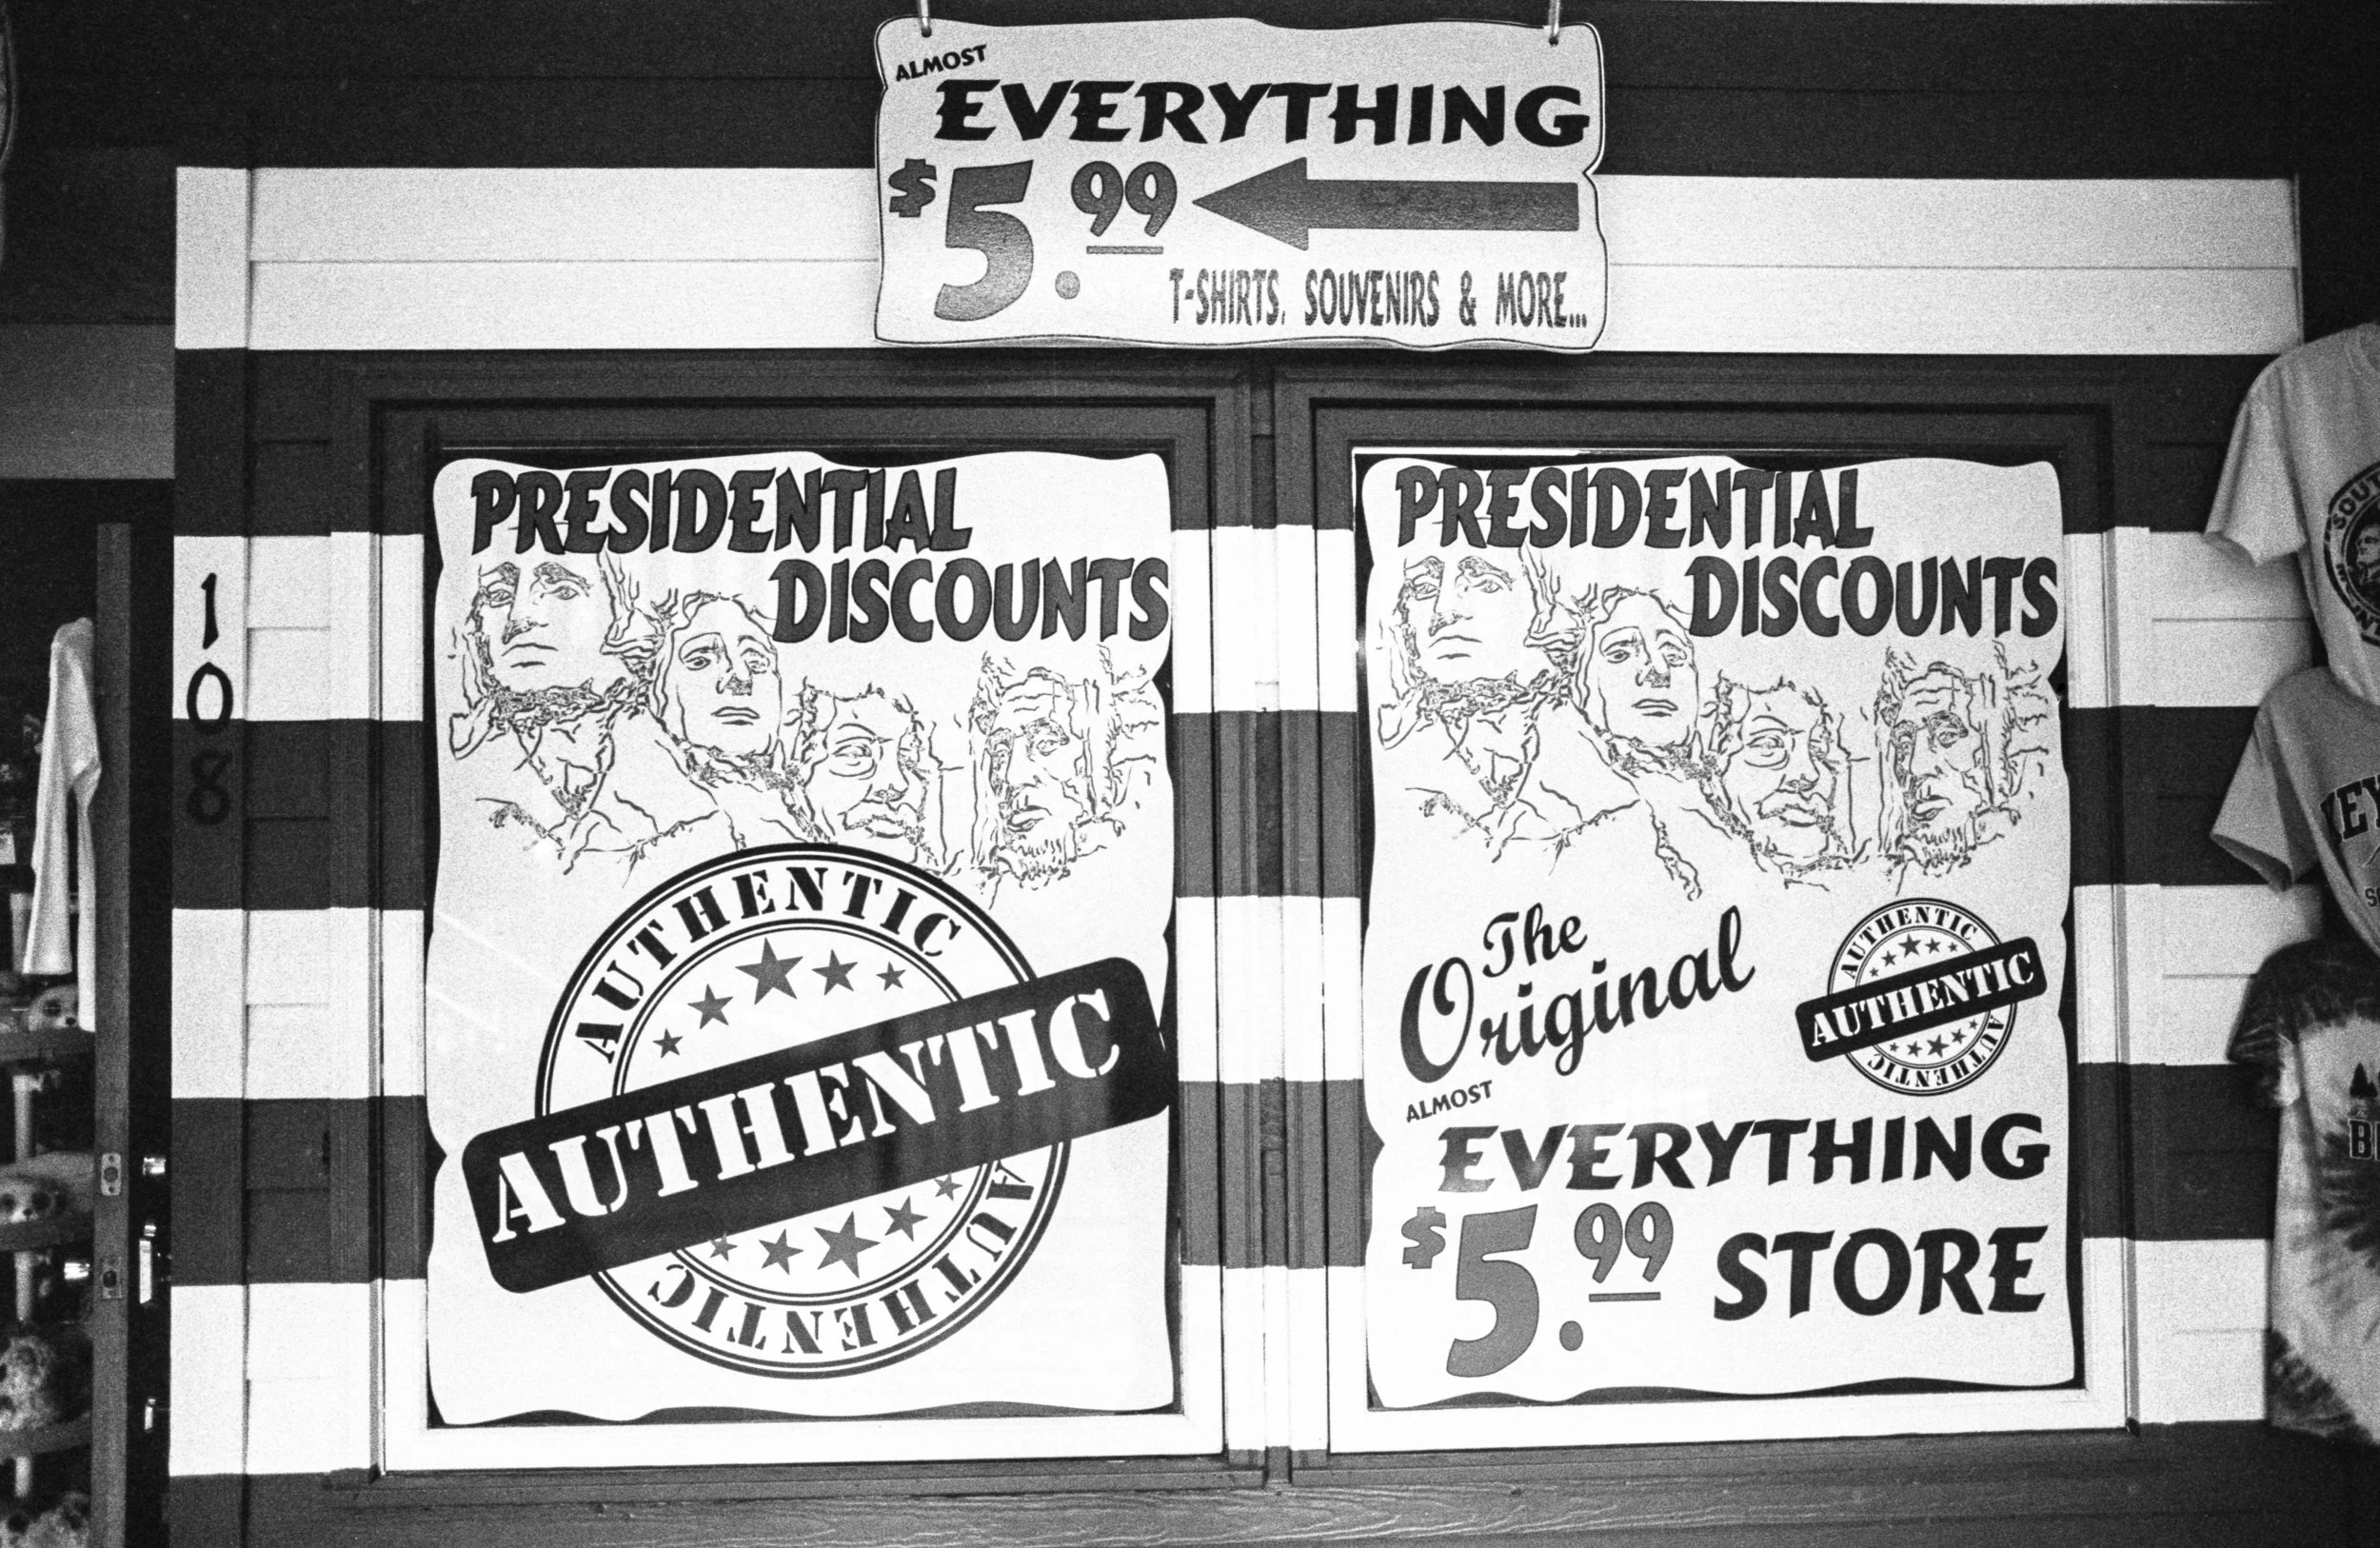 ALMOST
EVERYTHING
$5.99
T-SHIRTS, SOUVENIRS & MORE...
108
PRESIDENTIAL
DISCOUNTS
AUTHENTIC
AUTHENTIC
AUTHENTIC
PRESIDENTIAL
DISCOUNTS
The
Original
AUTHENTIC
AUTHENTIC
AUTHENTIC
ALMOST
EVERYTHING
$5.99 STORE